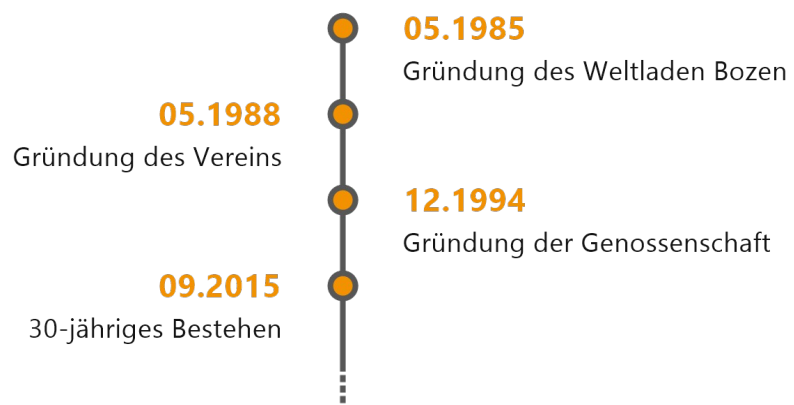 05.1985
Gründung des Weltladen Bozen
05.1988
Gründung des Vereins
12.1994
Gründung der Genossenschaft
09.2015
30-jähriges Bestehen